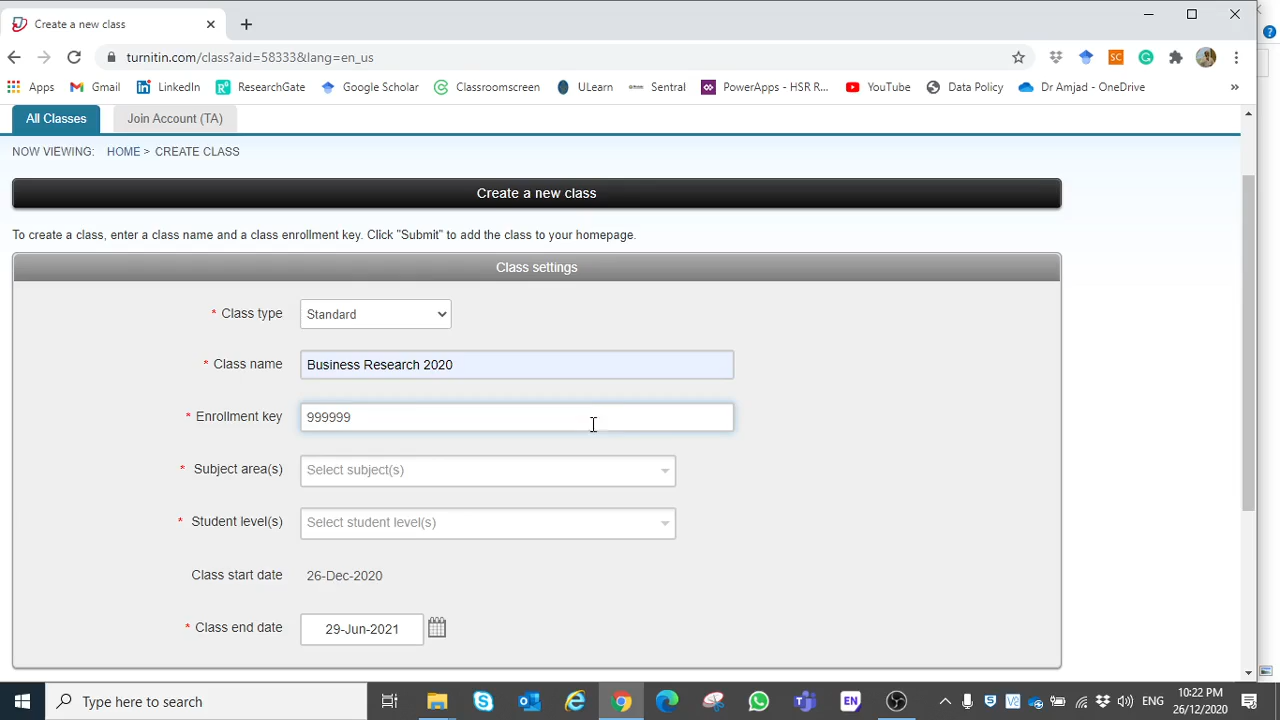 Create a new class
turnitin.com/class?aid=58333&lang=en_us
Apps Gmail LinkedIn ResearchGate Google Scholar Classroomscreen ULearn Sentral PowerApps - HSR R... YouTube Data Policy Dr Amjad - OneDrive »
All Classes Join Account (TA)
NOW VIEWING: HOME > CREATE CLASS
Create a new class
To create a class, enter a class name and a class enrollment key. Click "Submit" to add the class to your homepage.
Class settings
* Class type Standard
* Class name Business Research 2020
* Enrollment key 999999
* Subject area(s) Select subject(s)
* Student level(s) Select student level(s)
Class start date 26-Dec-2020
* Class end date 29-Jun-2021
Type here to search
EN
ENG
10:22 PM
26/12/2020